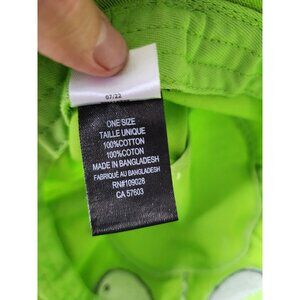 07/22
ONE SIZE
TAILLE UNIQUE
100%COTTON
100%COTON
MADE IN BANGLADESH
FABRIQUÉ AU BANGLADESH
RN#109028
CA 57603